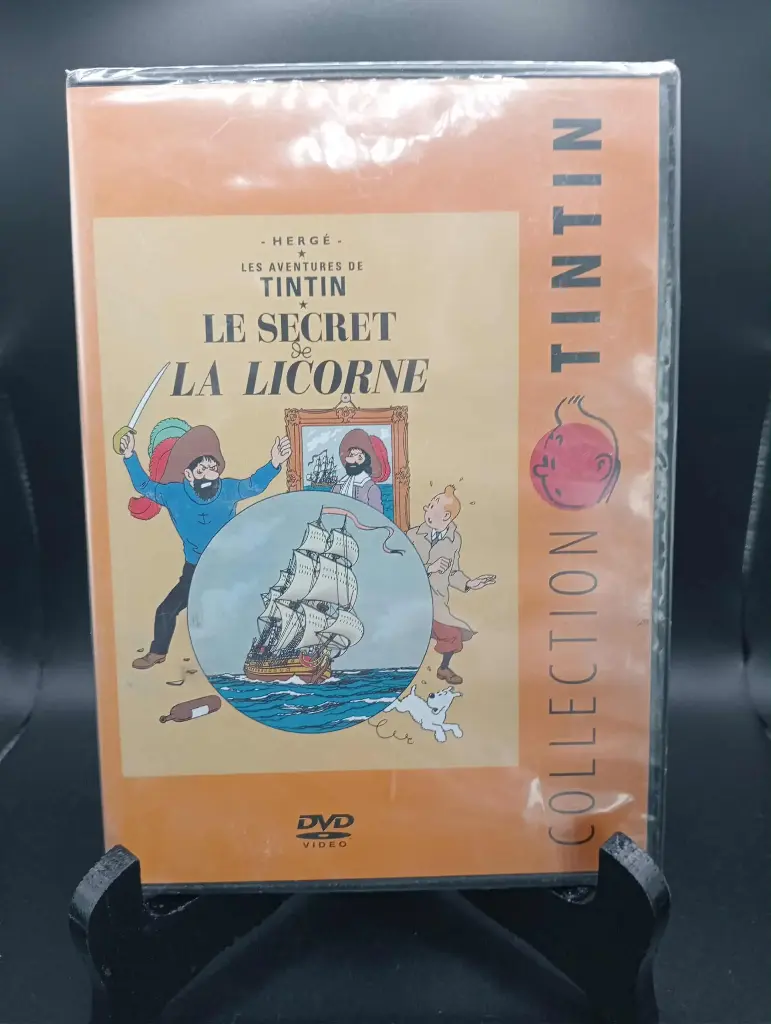 - HERGÉ -
LES AVENTURES DE
TINTIN
LE SECRET
de
LA LICORNE
COLLECTION TINTIN
DVD
VIDEO